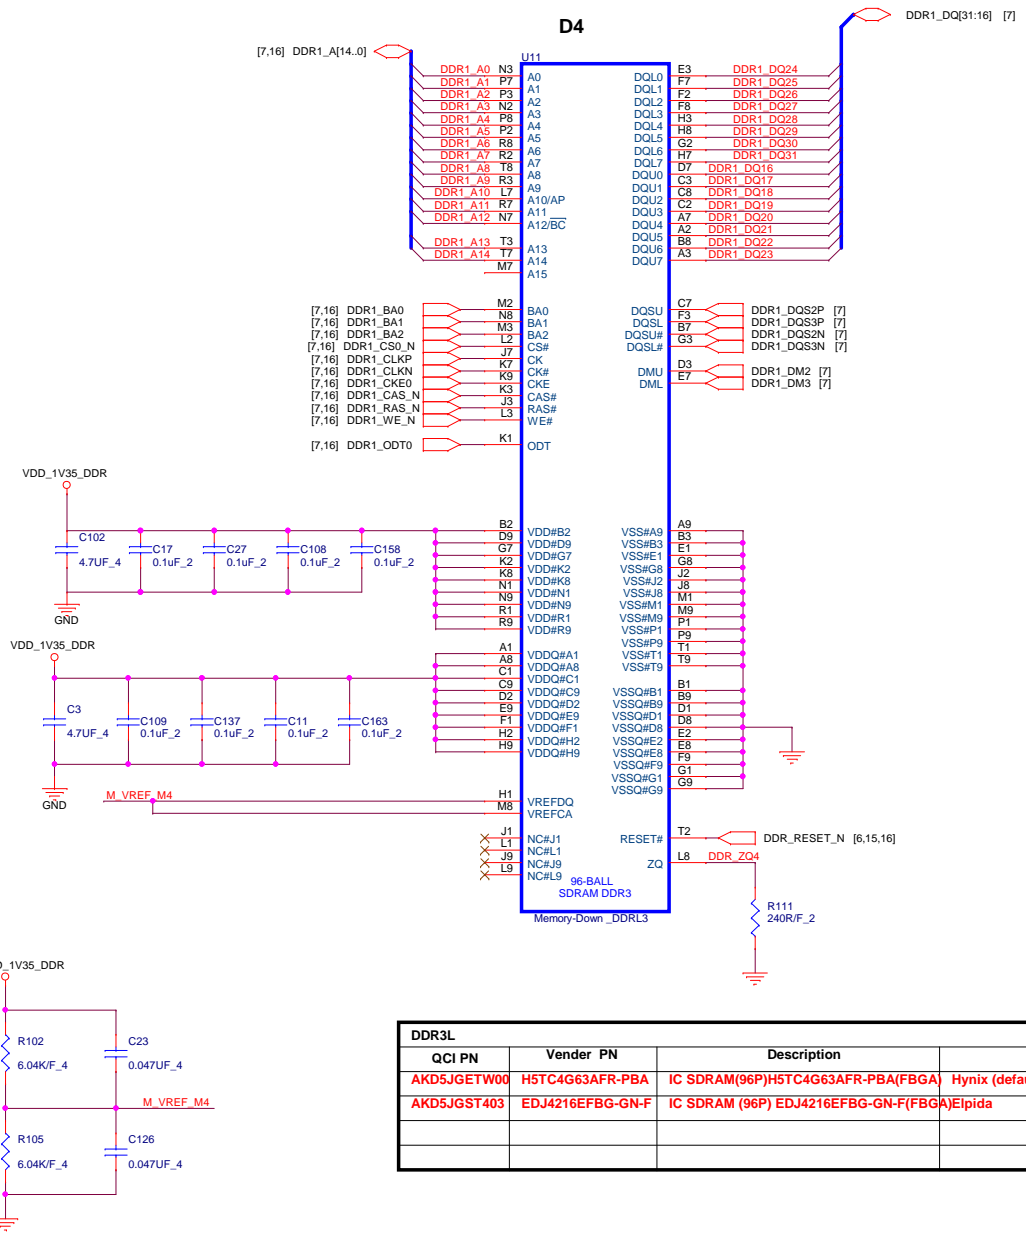 D4
DDR1_DQ[31:16] [7]
[7,16] DDR1_A[14..0]
U11
DDR1_A0 N3 A0 DQL0 E3 DDR1_DQ24
DDR1_A1 P7 A1 DQL1 F7 DDR1_DQ25
DDR1_A2 P3 A2 DQL2 F2 DDR1_DQ26
DDR1_A3 N2 A3 DQL3 F8 DDR1_DQ27
DDR1_A4 P8 A4 DQL4 H3 DDR1_DQ28
DDR1_A5 P2 A5 DQL5 H8 DDR1_DQ29
DDR1_A6 R8 A6 DQL6 G2 DDR1_DQ30
DDR1_A7 R2 A7 DQL7 H7 DDR1_DQ31
DDR1_A8 T8 A8 DQU0 D7 DDR1_DQ16
DDR1_A9 R3 A9 DQU1 C3 DDR1_DQ17
DDR1_A10 L7 A10/AP DQU2 C8 DDR1_DQ18
DDR1_A11 R7 A11 DQU3 C2 DDR1_DQ19
DDR1_A12 N7 A12/BC DQU4 A7 DDR1_DQ20
DQU5 A2 DDR1_DQ21
DDR1_A13 T3 A13 DQU6 B8 DDR1_DQ22
DDR1_A14 T7 A14 DQU7 A3 DDR1_DQ23
M7 A15
[7,16] DDR1_BA0 M2 BA0 DQSU C7 DDR1_DQS2P [7]
[7,16] DDR1_BA1 N8 BA1 DQSL F3 DDR1_DQS3P [7]
[7,16] DDR1_BA2 M3 BA2 DQSU# B7 DDR1_DQS2N [7]
[7,16] DDR1_CS0_N L2 CS# DQSL# G3 DDR1_DQS3N [7]
[7,16] DDR1_CLKP J7 CK
[7,16] DDR1_CLKN K7 CK# DMU D3 DDR1_DM2 [7]
[7,16] DDR1_CKE0 K9 CKE DML E7 DDR1_DM3 [7]
[7,16] DDR1_CAS_N K3 CAS#
[7,16] DDR1_RAS_N J3 RAS#
[7,16] DDR1_WE_N L3 WE#
[7,16] DDR1_ODT0 K1 ODT
VDD_1V35_DDR
C102 4.7UF_4
C17 0.1uF_2
C27 0.1uF_2
C108 0.1uF_2
C158 0.1uF_2
GND
B2 VDD#B2 VSS#A9 A9
D9 VDD#D9 VSS#B3 B3
G7 VDD#G7 VSS#E1 E1
K2 VDD#K2 VSS#G8 G8
K8 VDD#K8 VSS#J2 J2
N1 VDD#N1 VSS#J8 J8
N9 VDD#N9 VSS#M1 M1
R1 VDD#R1 VSS#M9 M9
R9 VDD#R9 VSS#P1 P1
VSS#P9 P9
A1 VDDQ#A1 VSS#T1 T1
A8 VDDQ#A8 VSS#T9 T9
C1 VDDQ#C1
C9 VDDQ#C9 VSSQ#B1 B1
D2 VDDQ#D2 VSSQ#B9 B9
E9 VDDQ#E9 VSSQ#D1 D1
F1 VDDQ#F1 VSSQ#D8 D8
H2 VDDQ#H2 VSSQ#E2 E2
H9 VDDQ#H9 VSSQ#E8 E8
VSSQ#F9 F9
VSSQ#G1 G1
VSSQ#G9 G9
VDD_1V35_DDR
C3 4.7UF_4
C109 0.1uF_2
C137 0.1uF_2
C11 0.1uF_2
C163 0.1uF_2
GND
M_VREF_M4 H1 VREFDQ
M8 VREFCA
J1 NC#J1 RESET# T2 DDR_RESET_N [6,15,16]
L1 NC#L1
J9 NC#J9 ZQ L8 DDR_ZQ4
L9 NC#L9
96-BALL
SDRAM DDR3
Memory-Down _DDRL3
R111
240R/F_2
_1V35_DDR
R102 6.04K/F_4
C23 0.047UF_4
M_VREF_M4
R105 6.04K/F_4
C126 0.047UF_4
DDR3L
QCI PN Vender PN Description
AKD5JGETW00 H5TC4G63AFR-PBA IC SDRAM(96P)H5TC4G63AFR-PBA(FBGA) Hynix (defau
AKD5JGST403 EDJ4216EFBG-GN-F IC SDRAM (96P) EDJ4216EFBG-GN-F(FBGA)Elpida